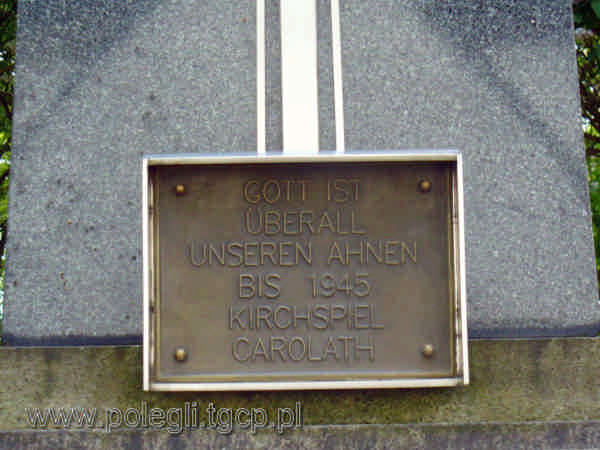 GOTT IST
ÜBERALL
UNSEREN AHNEN
BIS 1945
KIRCHSPIEL
CAROLATH
www.polegli.tgcp.pl